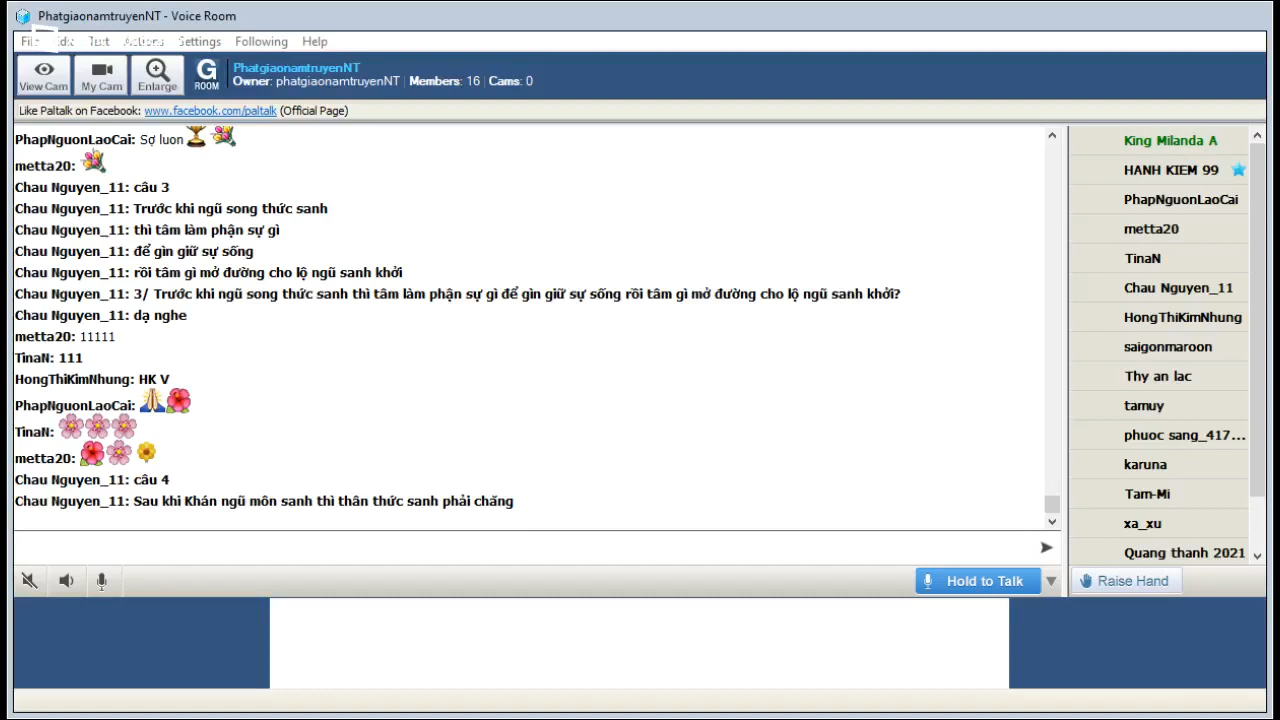 PhatgiaonamtruyenNT - Voice Room
Text Actions Settings Following Help
View Cam My Cam Enlarge G ROOM
PhatgiaonamtruyenNT
Owner: phatgiaonamtruyenNT | Members: 16 | Cams: 0
Like Paltalk on Facebook: www.facebook.com/paltalk (Official Page)
PhapNguonLaoCai: Sợ luon
metta20:
Chau Nguyen_11: câu 3
Chau Nguyen_11: Trước khi ngũ song thức sanh
Chau Nguyen_11: thì tâm làm phận sự gì
Chau Nguyen_11: để gìn giữ sự sống
Chau Nguyen_11: rồi tâm gì mở đường cho lộ ngũ sanh khởi
Chau Nguyen_11: 3/ Trước khi ngũ song thức sanh thì tâm làm phận sự gì để gìn giữ sự sống rồi tâm gì mở đường cho lộ ngũ sanh khởi?
Chau Nguyen_11: dạ nghe
metta20: 11111
TinaN: 111
HongThiKimNhung: HK V
PhapNguonLaoCai:
TinaN:
metta20:
Chau Nguyen_11: câu 4
Chau Nguyen_11: Sau khi Khán ngũ môn sanh thì thân thức sanh phải chăng
King Milanda A
HANH KIEM 99
PhapNguonLaoCai
metta20
TinaN
Chau Nguyen_11
HongThiKimNhung
saigonmaroon
Thy an lac
tamuy
phuoc sang_417...
karuna
Tam-Mi
xa_xu
Quang thanh 2021
Hold to Talk
Raise Hand